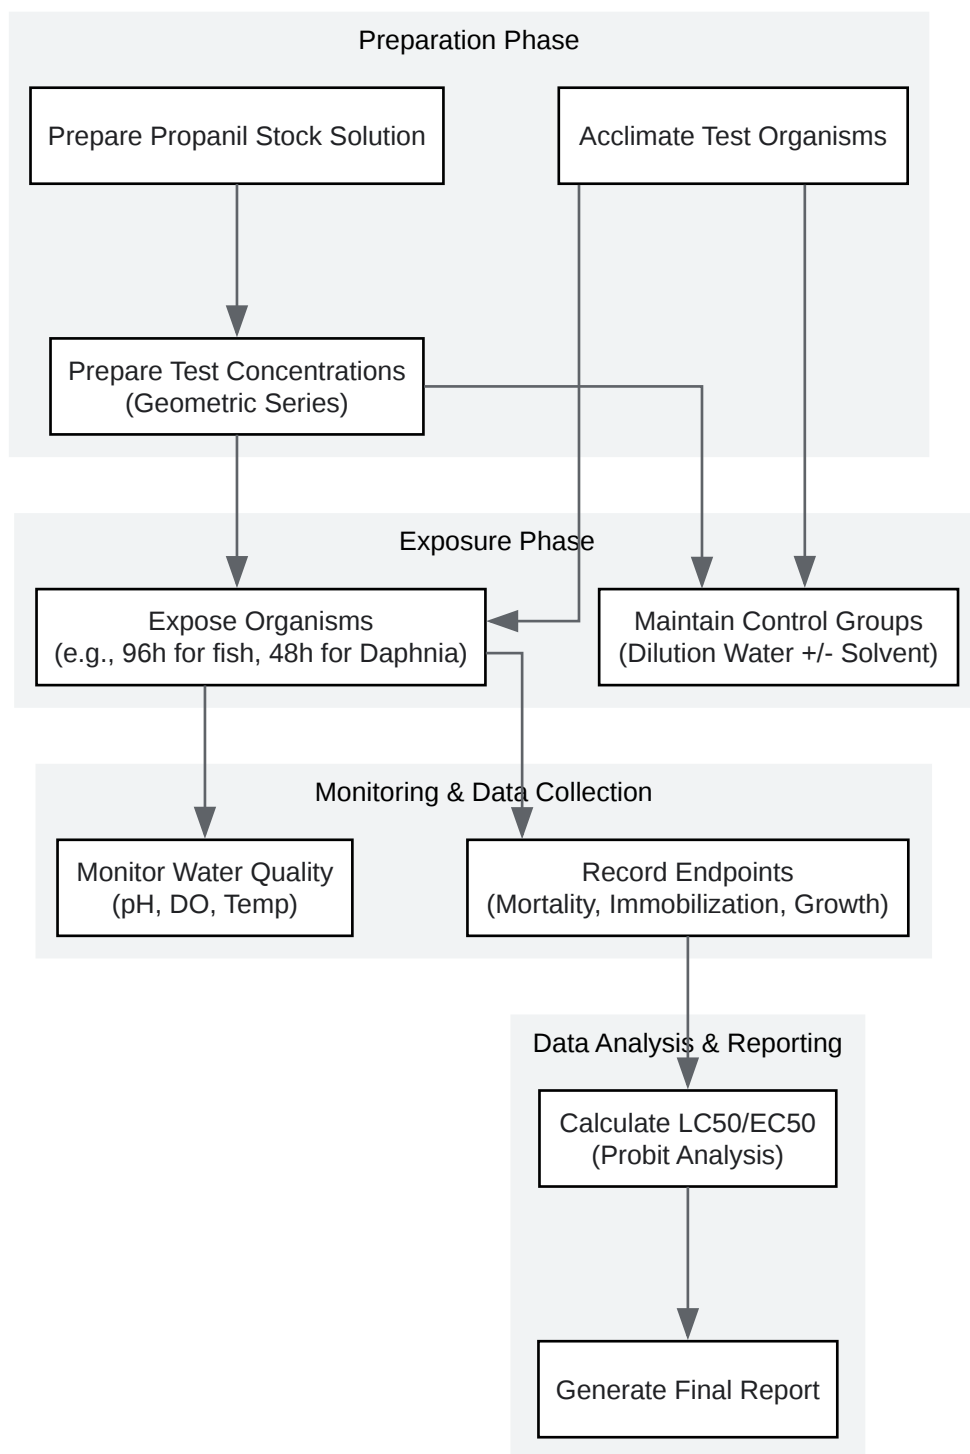 Preparation Phase
Prepare Propanil Stock Solution
Acclimate Test Organisms
Prepare Test Concentrations
(Geometric Series)
Exposure Phase
Expose Organisms
(e.g., 96h for fish, 48h for Daphnia)
Maintain Control Groups
(Dilution Water +/- Solvent)
Monitoring & Data Collection
Monitor Water Quality
(pH, DO, Temp)
Record Endpoints
(Mortality, Immobilization, Growth)
Data Analysis & Reporting
Calculate LC50/EC50
(Probit Analysis)
Generate Final Report